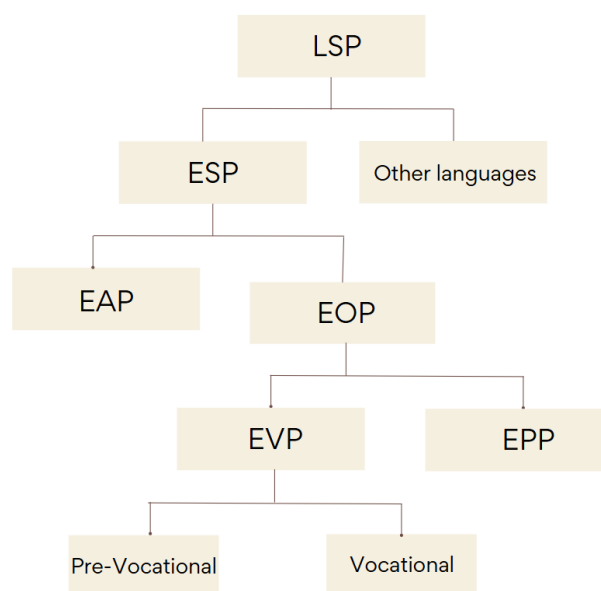 LSP
ESP
Other languages
EAP
EOP
EVP
EPP
Pre-Vocational
Vocational